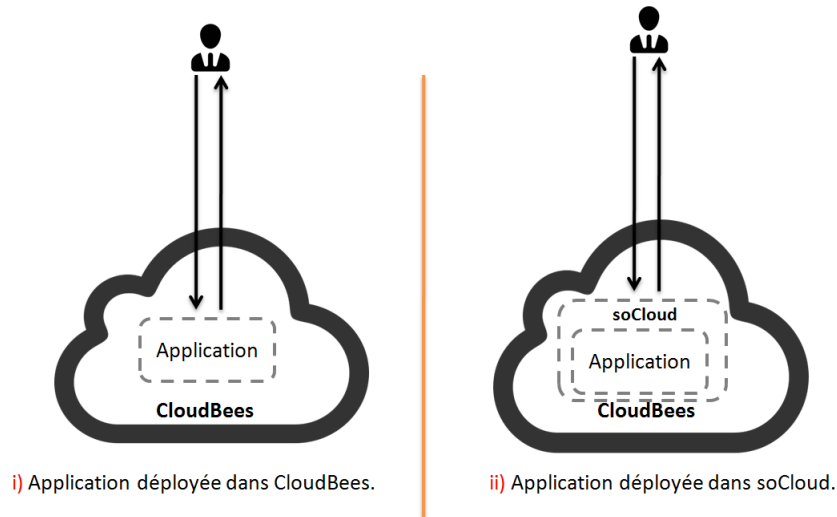 Application
CloudBees
i) Application déployée dans CloudBees.
soCloud
Application
CloudBees
ii) Application déployée dans soCloud.